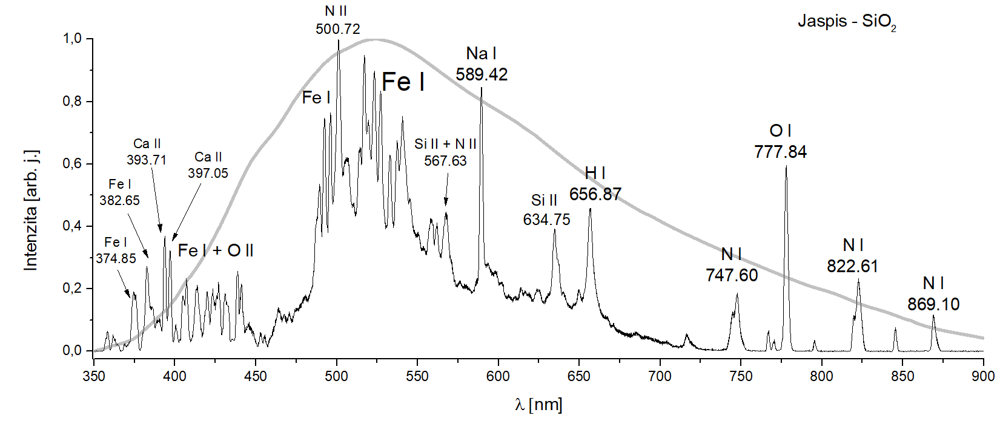 N II
500.72
Jaspis - SiO₂
Na I
589.42
Fe I
Fe I
O I
777.84
Ca II
393.71
Ca II
397.05
Si II + N II
567.63
Fe I
382.65
H I
656.87
Si II
634.75
Fe I
374.85
Fe I + O II
N I
747.60
N I
822.61
N I
869.10
Intenzita [arb. j.]
1,0
0,8
0,6
0,4
0,2
0,0
350 400 450 500 550 600 650 700 750 800 850 900
λ [nm]